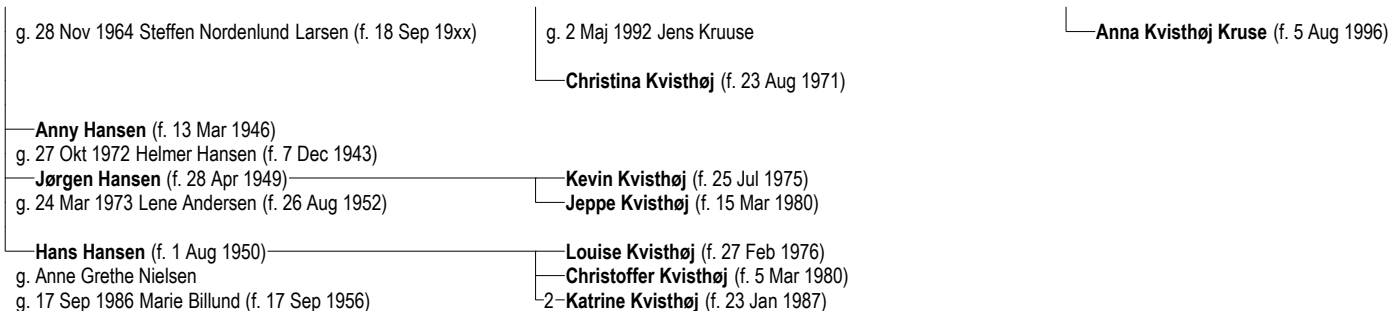 g. 28 Nov 1964 Steffen Nordenlund Larsen (f. 18 Sep 19xx)
g. 2 Maj 1992 Jens Kruuse
Anna Kvisthøj Kruse (f. 5 Aug 1996)
Christina Kvisthøj (f. 23 Aug 1971)
Anny Hansen (f. 13 Mar 1946)
g. 27 Okt 1972 Helmer Hansen (f. 7 Dec 1943)
Jørgen Hansen (f. 28 Apr 1949)
Kevin Kvisthøj (f. 25 Jul 1975)
g. 24 Mar 1973 Lene Andersen (f. 26 Aug 1952)
Jeppe Kvisthøj (f. 15 Mar 1980)
Hans Hansen (f. 1 Aug 1950)
Louise Kvisthøj (f. 27 Feb 1976)
g. Anne Grethe Nielsen
Christoffer Kvisthøj (f. 5 Mar 1980)
g. 17 Sep 1986 Marie Billund (f. 17 Sep 1956)
2 Katrine Kvisthøj (f. 23 Jan 1987)